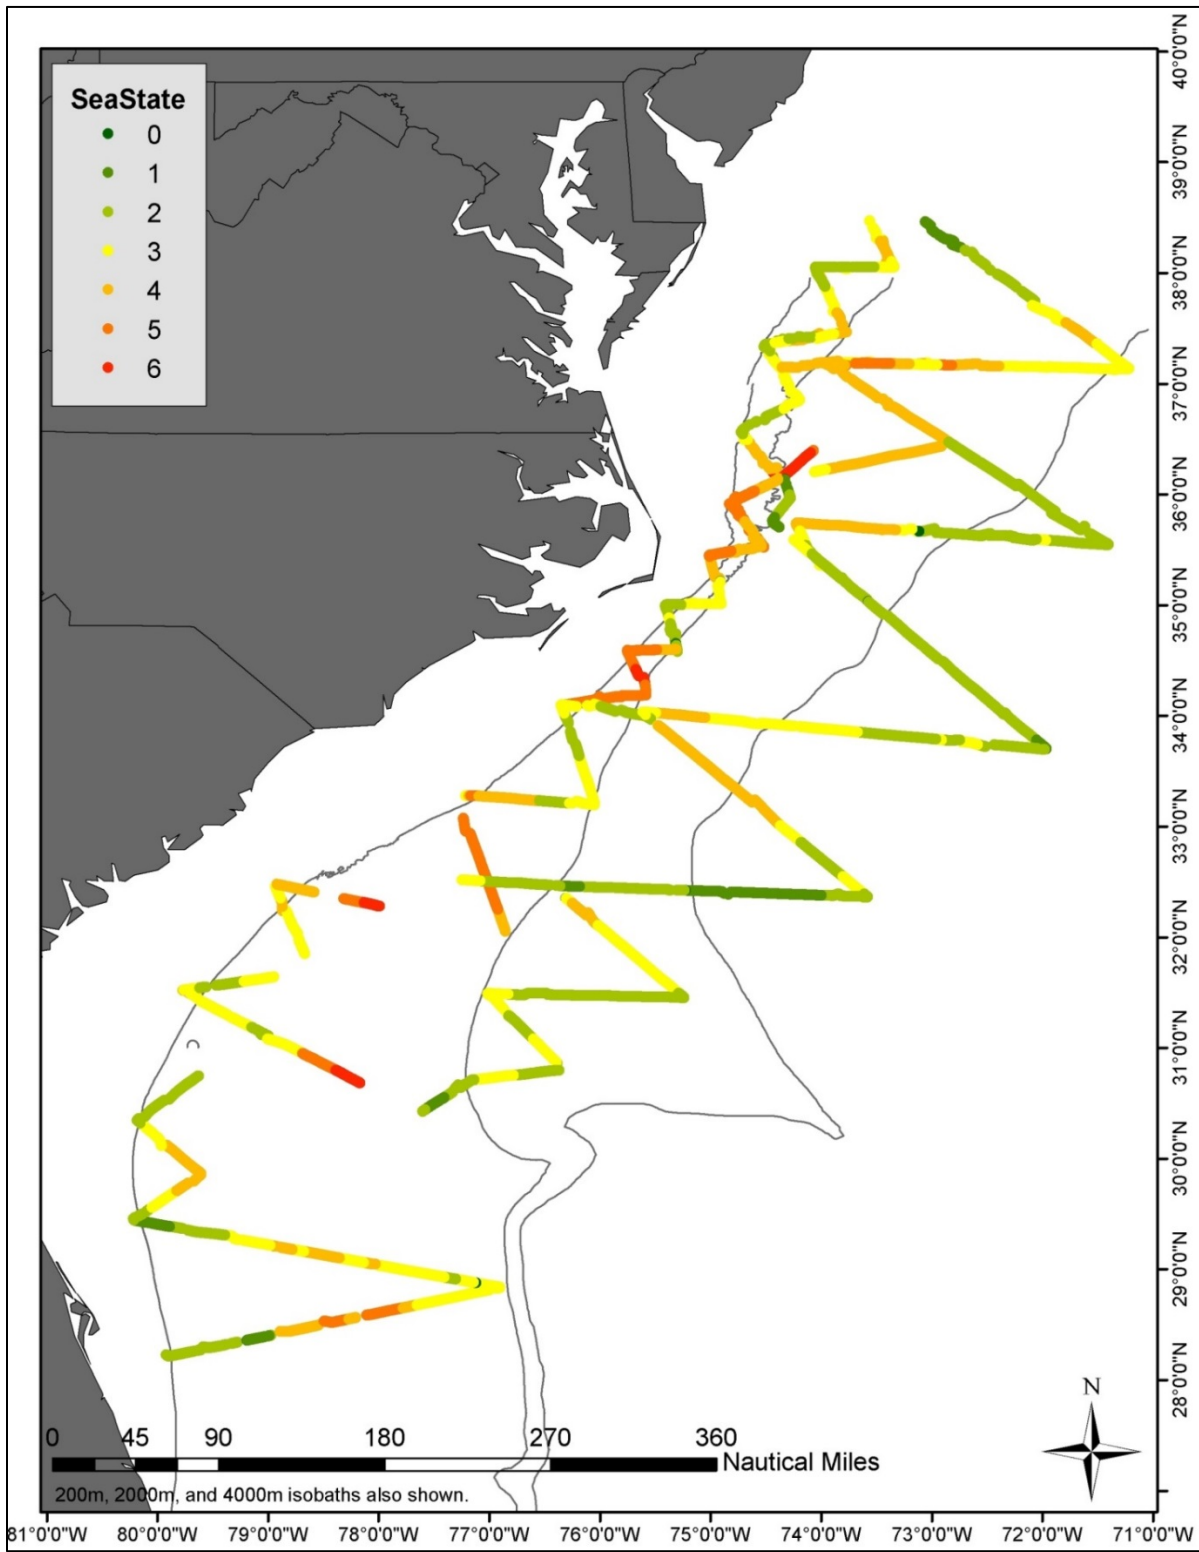 SeaState
0
1
2
3
4
5
6
40°0'0"N
39°0'0"N
38°0'0"N
37°0'0"N
36°0'0"N
35°0'0"N
34°0'0"N
33°0'0"N
32°0'0"N
31°0'0"N
30°0'0"N
29°0'0"N
28°0'0"N
N
0 45 90 180 270 360
Nautical Miles
200m, 2000m, and 4000m isobaths also shown.
81°0'0"W 80°0'0"W 79°0'0"W 78°0'0"W 77°0'0"W 76°0'0"W 75°0'0"W 74°0'0"W 73°0'0"W 72°0'0"W 71°0'0"W